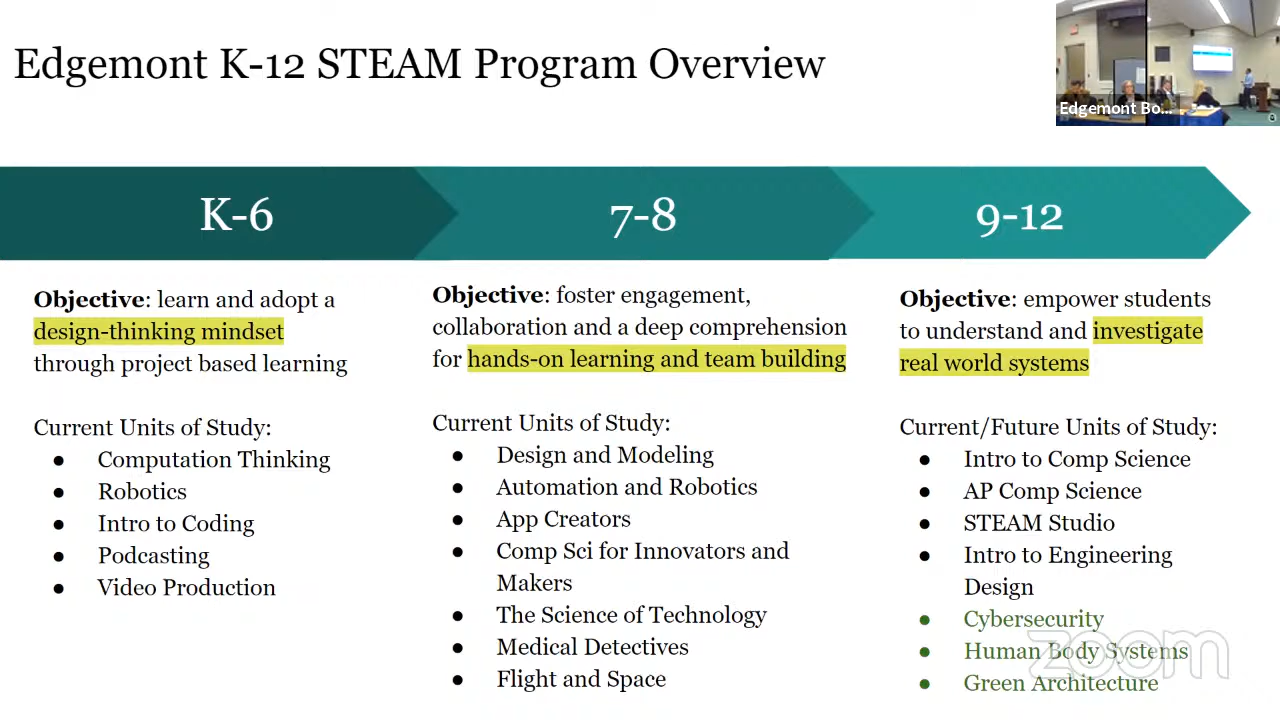 Edgemont K-12 STEAM Program Overview
Edgemont Bo...
K-6
7-8
9-12
Objective: learn and adopt a
design-thinking mindset
through project based learning
Current Units of Study:
● Computation Thinking
● Robotics
● Intro to Coding
● Podcasting
● Video Production
Objective: foster engagement,
collaboration and a deep comprehension
for hands-on learning and team building
Current Units of Study:
● Design and Modeling
● Automation and Robotics
● App Creators
● Comp Sci for Innovators and
Makers
● The Science of Technology
● Medical Detectives
● Flight and Space
Objective: empower students
to understand and investigate
real world systems
Current/Future Units of Study:
● Intro to Comp Science
● AP Comp Science
● STEAM Studio
● Intro to Engineering
Design
● Cybersecurity
● Human Body Systems
● Green Architecture
zoom